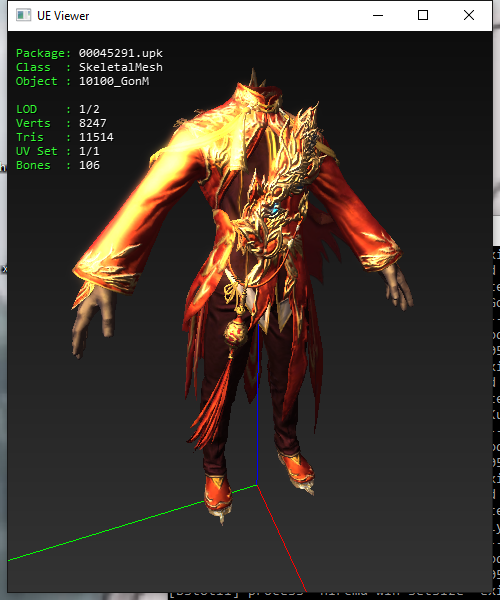 UE Viewer
Package: 00045291.upk
Class  : SkeletalMesh
Object : 10100_GonM
LOD    : 1/2
Verts  : 8247
Tris   : 11514
UV Set : 1/1
Bones  : 106